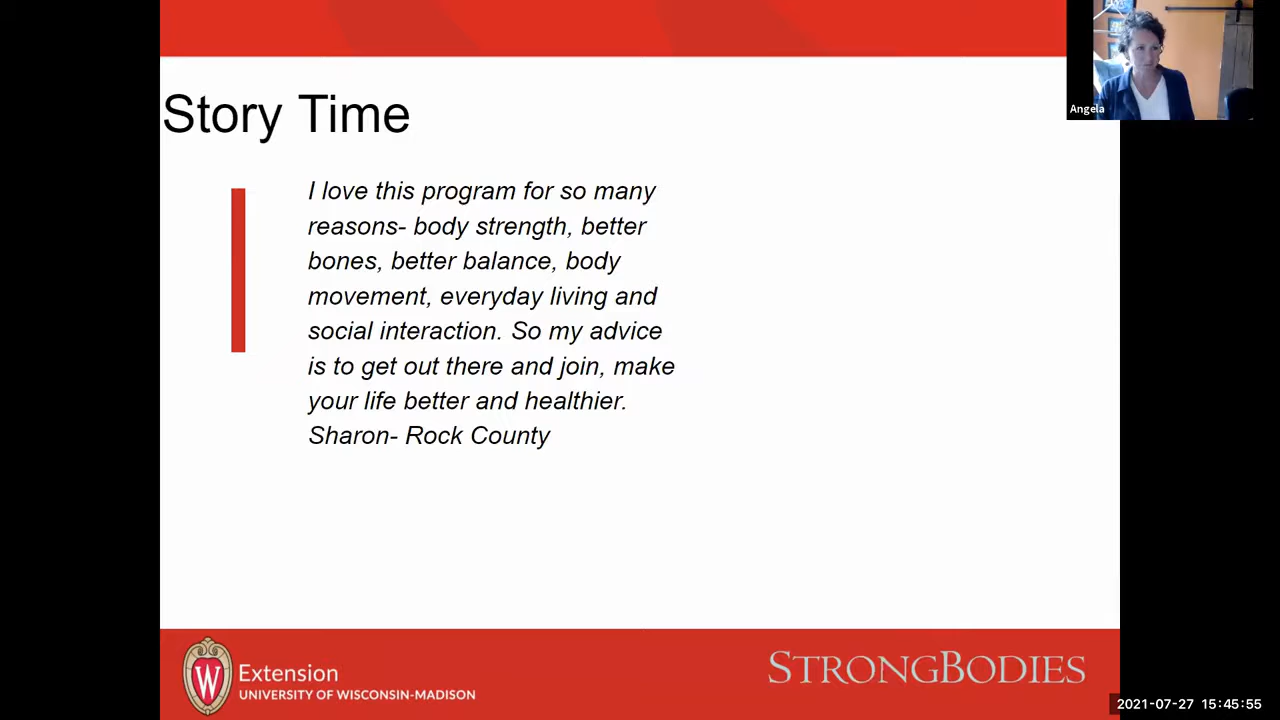 Angela
Story Time
I love this program for so many
reasons- body strength, better
bones, better balance, body
movement, everyday living and
social interaction. So my advice
is to get out there and join, make
your life better and healthier.
Sharon- Rock County
W
Extension
UNIVERSITY OF WISCONSIN-MADISON
STRONGBODIES
2021-07-27 15:45:55